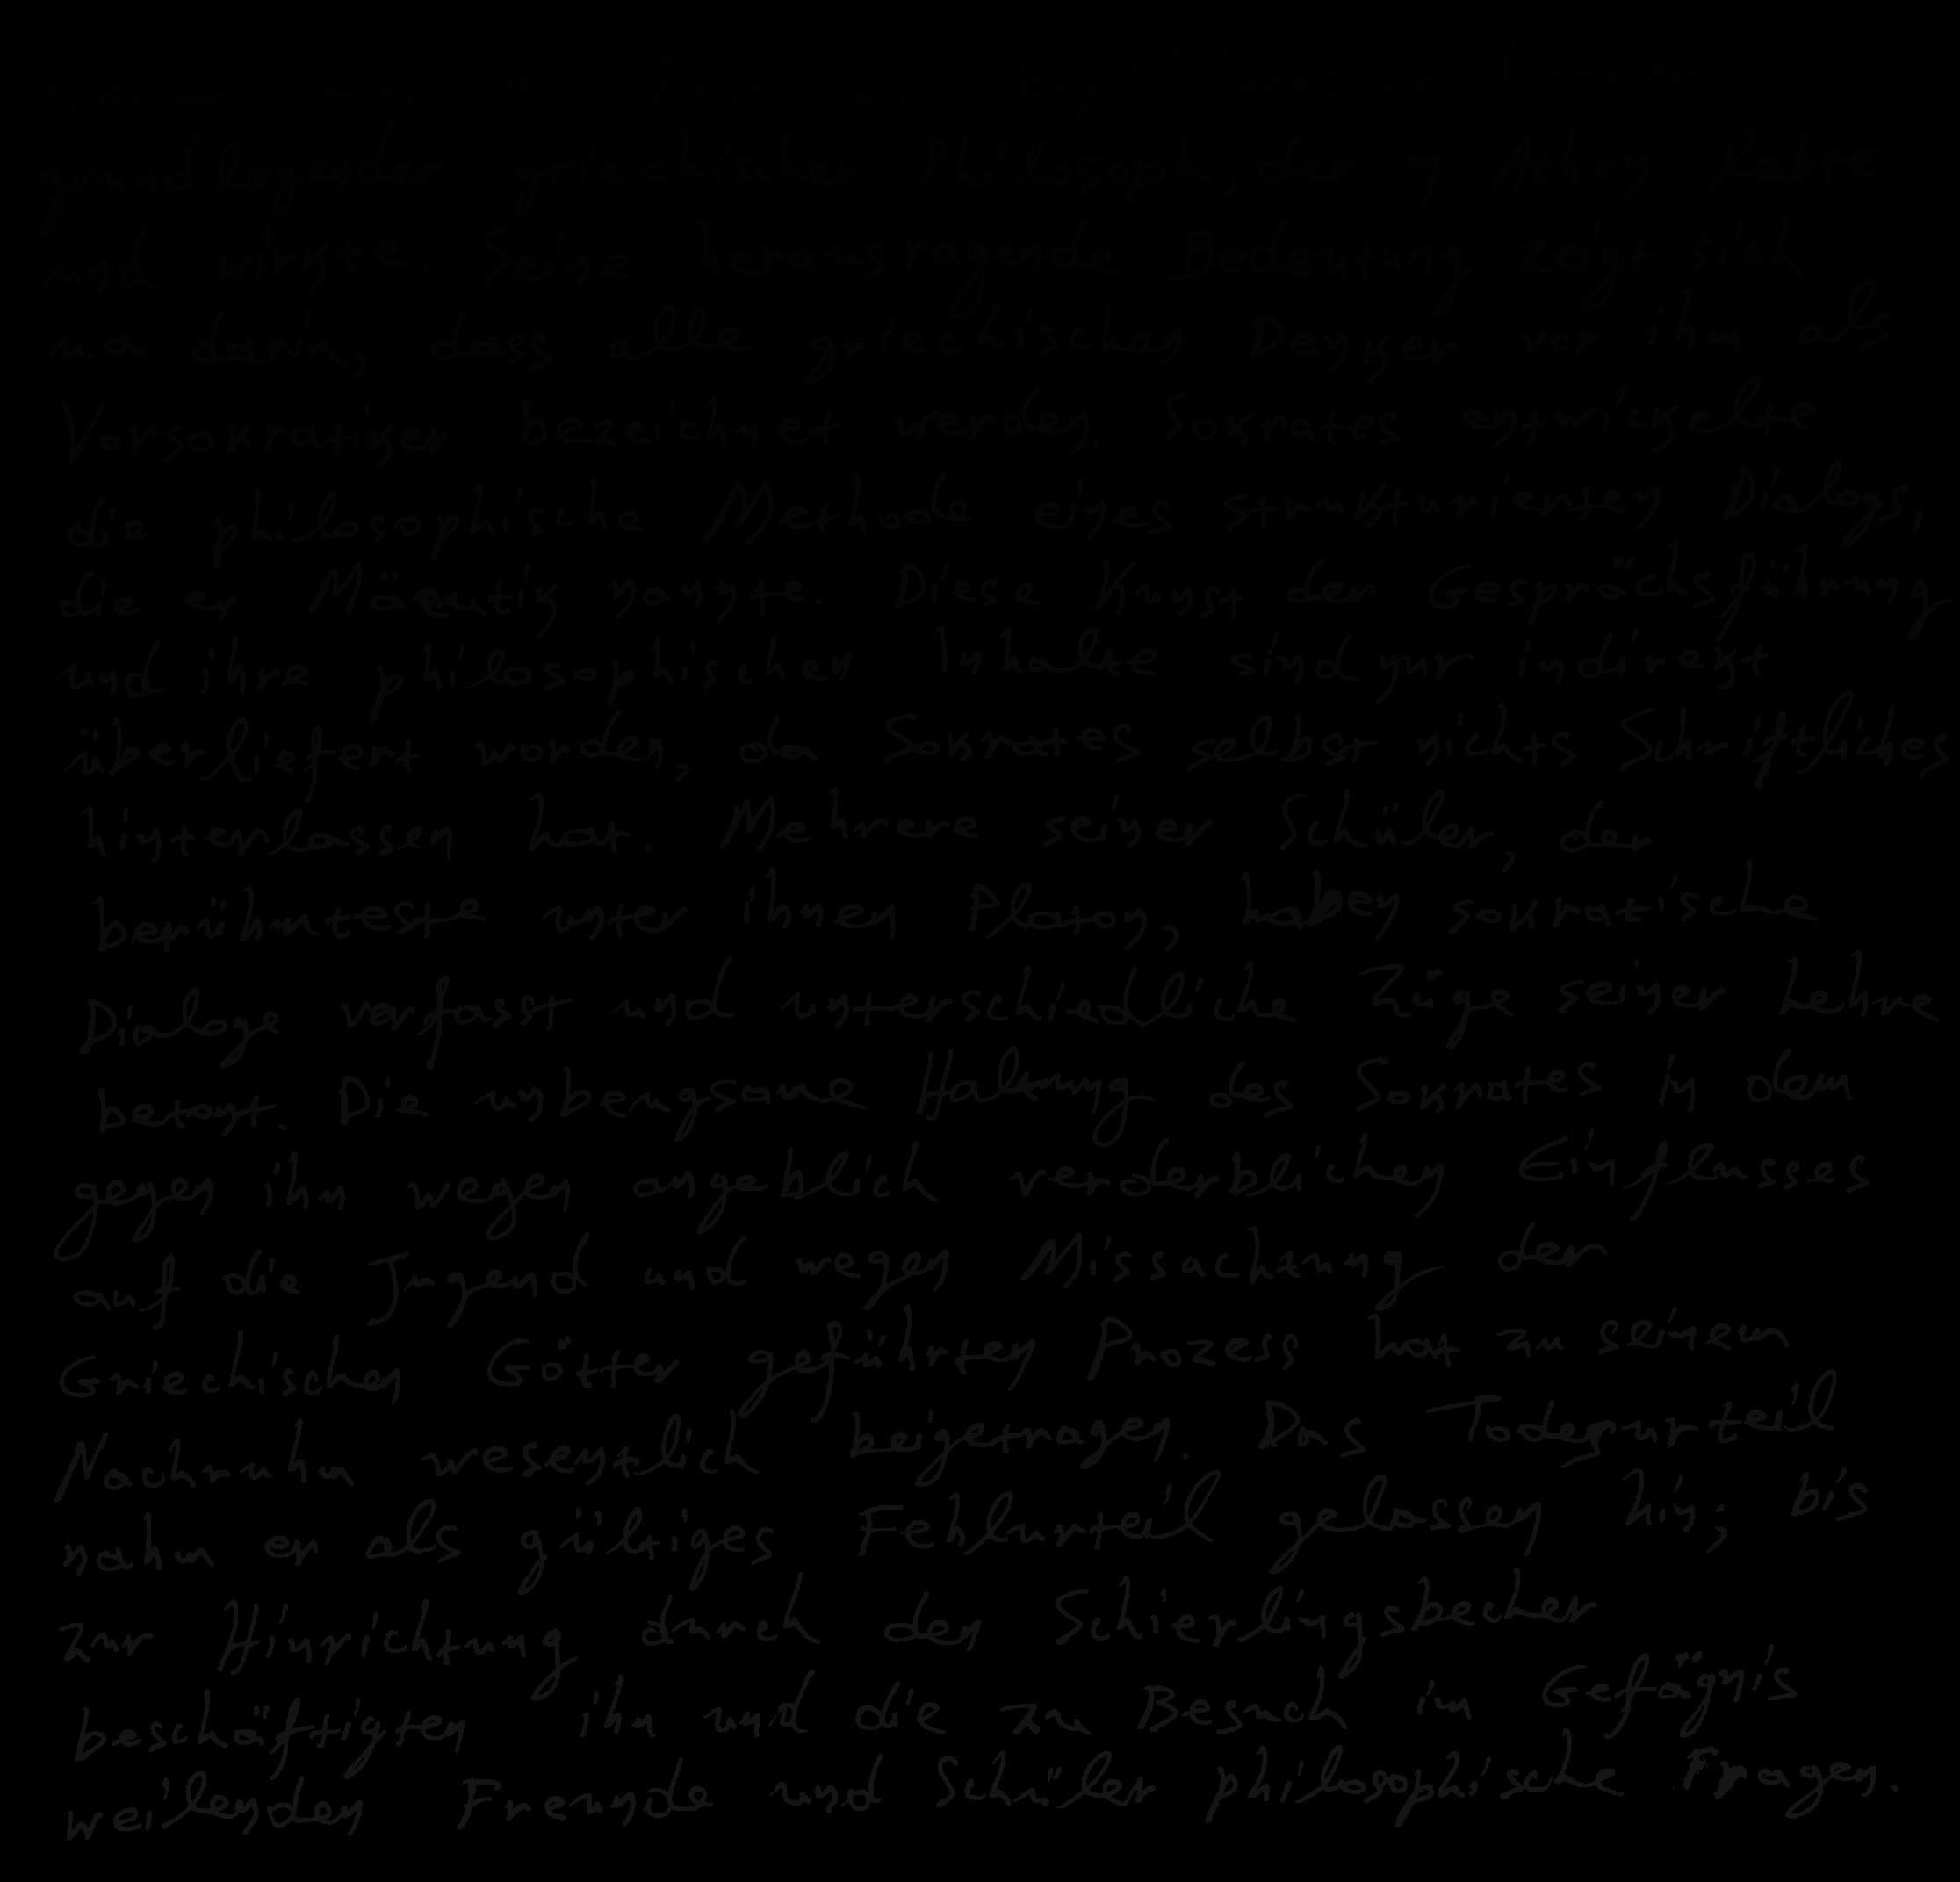 grundlegender griechischer Philosoph, der in Athen lebte
und wirkte. Seine herausragende Bedeutung zeigt sich
u.a. darin, dass alle griechischen Denker vor ihm als
Vorsokratiker bezeichnet werden. Sokrates entwickelte
die philosophische Methode eines strukturierten Dialogs,
die er Mäeutik nannte. Diese Kunst der Gesprächsführung
und ihre philosophischen Inhalte sind nur indirekt
überliefert worden, da Sokrates selbst nichts Schriftliches
hinterlassen hat. Mehrere seiner Schüler, der
berühmteste unter ihnen Platon, haben sokratische
Dialoge verfasst und unterschiedliche Züge seiner Lehre
betont. Die unbeugsame Haltung des Sokrates in dem
gegen ihn wegen angeblich verderblichen Einflusses
auf die Jugend und wegen Missachtung der
Griechischen Götter geführten Prozess hat zu seinem
Nachruhm wesentlich beigetragen. Das Todesurteil
nahm er als gültiges Fehlurteil gelassen hin; bis
zur Hinrichtung durch den Schierlingsbecher
beschäftigten ihn und die zu Besuch im Gefägnis
weilenden Freunde und Schüler philosophische Fragen.